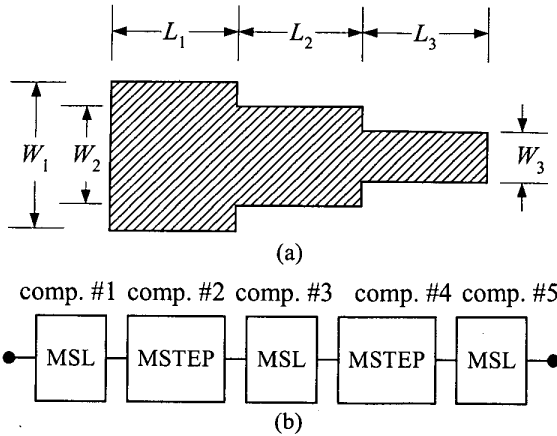 L1 L2 L3
W1 W2 W3
(a)
comp. #1 comp. #2 comp. #3 comp. #4 comp. #5
MSL MSTEP MSL MSTEP MSL
(b)